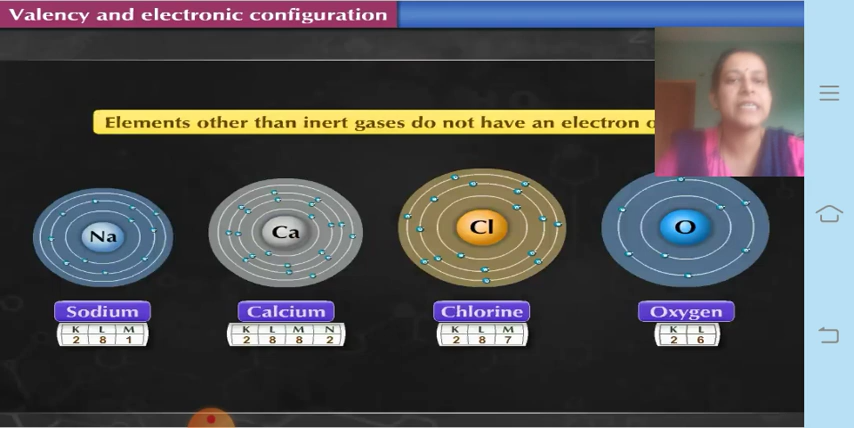 Valency and electronic configuration
Elements other than inert gases do not have an electron o
Na
Ca
Cl
O
Sodium
K L M
2 8 1
Calcium
K L M N
2 8 8 2
Chlorine
K L M
2 8 7
Oxygen
K L
2 6